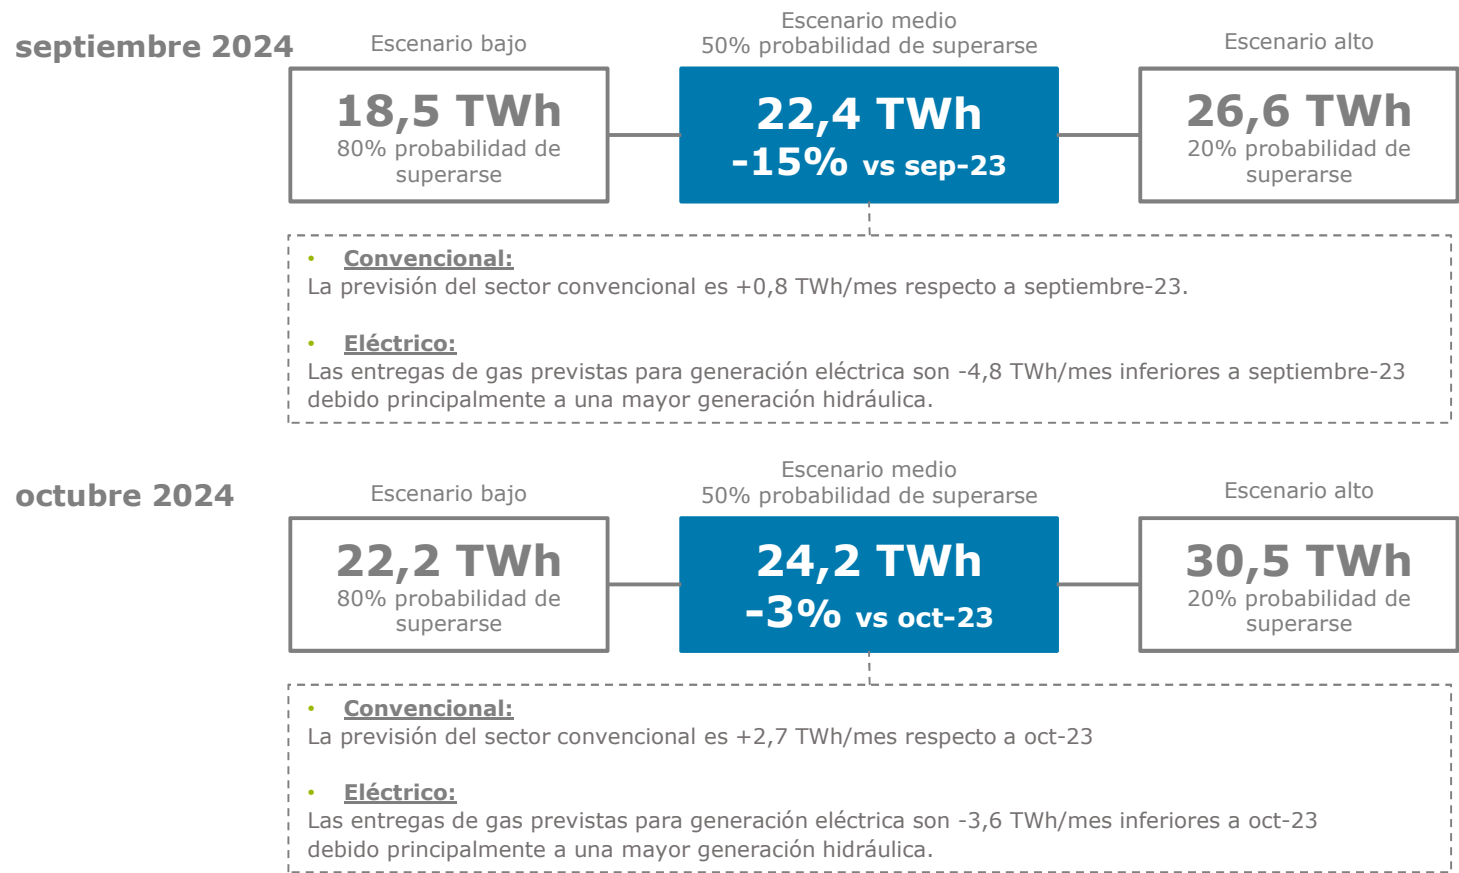 septiembre 2024
Escenario bajo
18,5 TWh
80% probabilidad de
superarse
Escenario medio
50% probabilidad de superarse
22,4 TWh
-15% vs sep-23
Escenario alto
26,6 TWh
20% probabilidad de
superarse
• Convencional:
La previsión del sector convencional es +0,8 TWh/mes respecto a septiembre-23.
• Eléctrico:
Las entregas de gas previstas para generación eléctrica son -4,8 TWh/mes inferiores a septiembre-23
debido principalmente a una mayor generación hidráulica.
octubre 2024
Escenario bajo
22,2 TWh
80% probabilidad de
superarse
Escenario medio
50% probabilidad de superarse
24,2 TWh
-3% vs oct-23
Escenario alto
30,5 TWh
20% probabilidad de
superarse
• Convencional:
La previsión del sector convencional es +2,7 TWh/mes respecto a oct-23
• Eléctrico:
Las entregas de gas previstas para generación eléctrica son -3,6 TWh/mes inferiores a oct-23
debido principalmente a una mayor generación hidráulica.